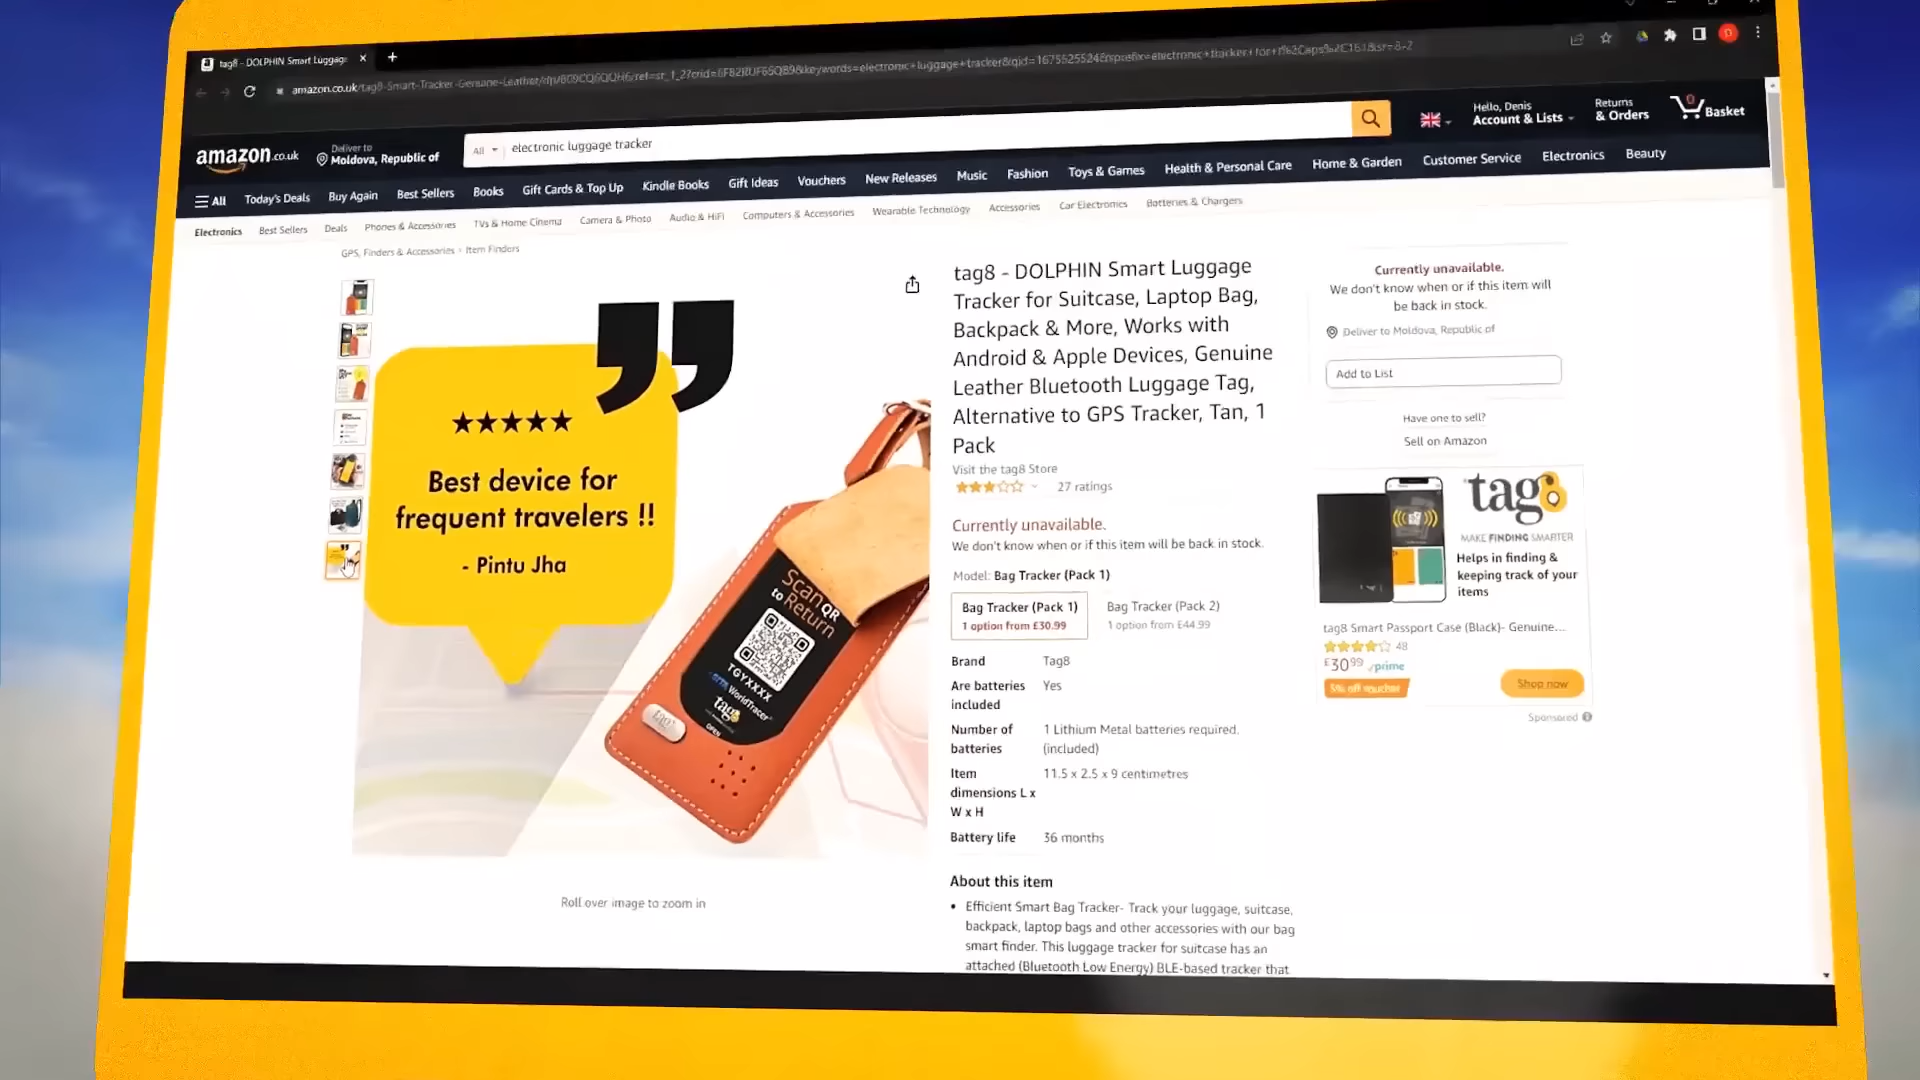 tag8 - DOLPHIN Smart Luggage
amazon.co.uk
Deliver to
Moldova, Republic of
All
electronic luggage tracker
Hello, Denis
Account & Lists
Returns
& Orders
0
Basket
All
Today's Deals
Buy Again
Best Sellers
Books
Gift Cards & Top Up
Kindle Books
Gift Ideas
Vouchers
New Releases
Music
Fashion
Toys & Games
Health & Personal Care
Home & Garden
Customer Service
Electronics
Beauty
Electronics
Best Sellers
Deals
Phones & Accessories
TVs & Home Cinema
Camera & Photo
Audio & HiFi
Computers & Accessories
Wearable Technology
Accessories
Car Electronics
Batteries & Chargers
GPS, Finders & Accessories › Item Finders
Best device for
frequent travelers !!
- Pintu Jha
Scan QR
to Return
TGYXXXX
WorldTracer
tag8
OPEN
Roll over image to zoom in
tag8 - DOLPHIN Smart Luggage
Tracker for Suitcase, Laptop Bag,
Backpack & More, Works with
Android & Apple Devices, Genuine
Leather Bluetooth Luggage Tag,
Alternative to GPS Tracker, Tan, 1
Pack
Visit the tag8 Store
27 ratings
Currently unavailable.
We don't know when or if this item will be back in stock.
Model: Bag Tracker (Pack 1)
Bag Tracker (Pack 1)
1 option from £30.99
Bag Tracker (Pack 2)
1 option from £44.99
Brand Tag8
Are batteries Yes
included
Number of 1 Lithium Metal batteries required.
batteries (included)
Item 11.5 x 2.5 x 9 centimetres
dimensions L x
W x H
Battery life 36 months
About this item
• Efficient Smart Bag Tracker- Track your luggage, suitcase,
backpack, laptop bags and other accessories with our bag
smart finder. This luggage tracker for suitcase has an
attached (Bluetooth Low Energy) BLE-based tracker that
Currently unavailable.
We don't know when or if this item will
be back in stock.
Deliver to Moldova, Republic of
Add to List
Have one to sell?
Sell on Amazon
tag8
MAKE FINDING SMARTER
Helps in finding &
keeping track of your
items
tag8 Smart Passport Case (Black)- Genuine...
48
£30.99 prime
5% off voucher
Shop now
Sponsored